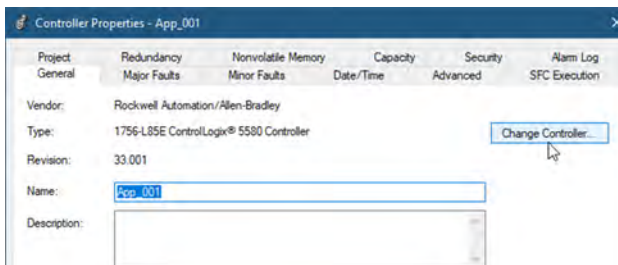 Controller Properties - App_001
Project Redundancy Nonvolatile Memory Capacity Security Alarm Log
General Major Faults Minor Faults Date/Time Advanced SFC Execution
Vendor: Rockwell Automation/Allen-Bradley
Type: 1756-L85E ControlLogix® 5580 Controller Change Controller...
Revision: 33.001
Name: App_001
Description: